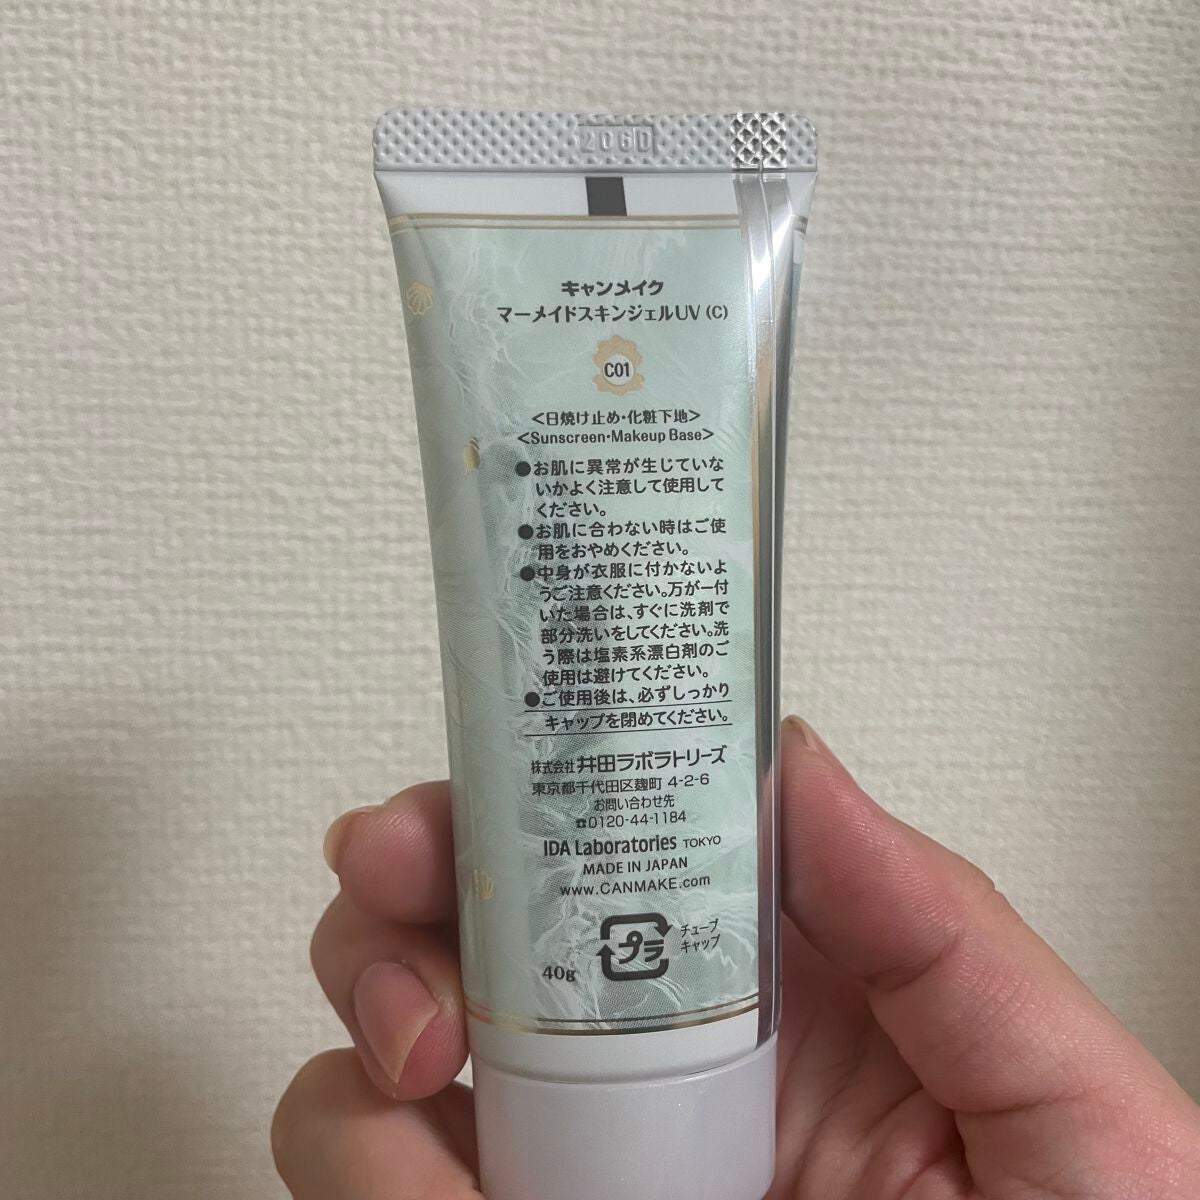 2060
キャンメイク
マーメイドスキンジェルUV (C)
C01
<日焼け止め・化粧下地>
<Sunscreen・Makeup Base>
●お肌に異常が生じていな
いかよく注意して使用して
ください。
●お肌に合わない時はご使
用をおやめください。
●中身が衣服に付かないよ
うご注意ください。万が一付
いた場合は、すぐに洗剤で
部分洗いをしてください。洗
う際は塩素系漂白剤のご
使用は避けてください。
●ご使用後は、必ずしっかり
キャップを閉めてください。
株式会社 井田ラボラトリーズ
東京都千代田区麹町 4-2-6
お問い合わせ先
☎0120-44-1184
IDA Laboratories TOKYO
MADE IN JAPAN
www.CANMAKE.com
プラ
チューブ
キャップ
40g